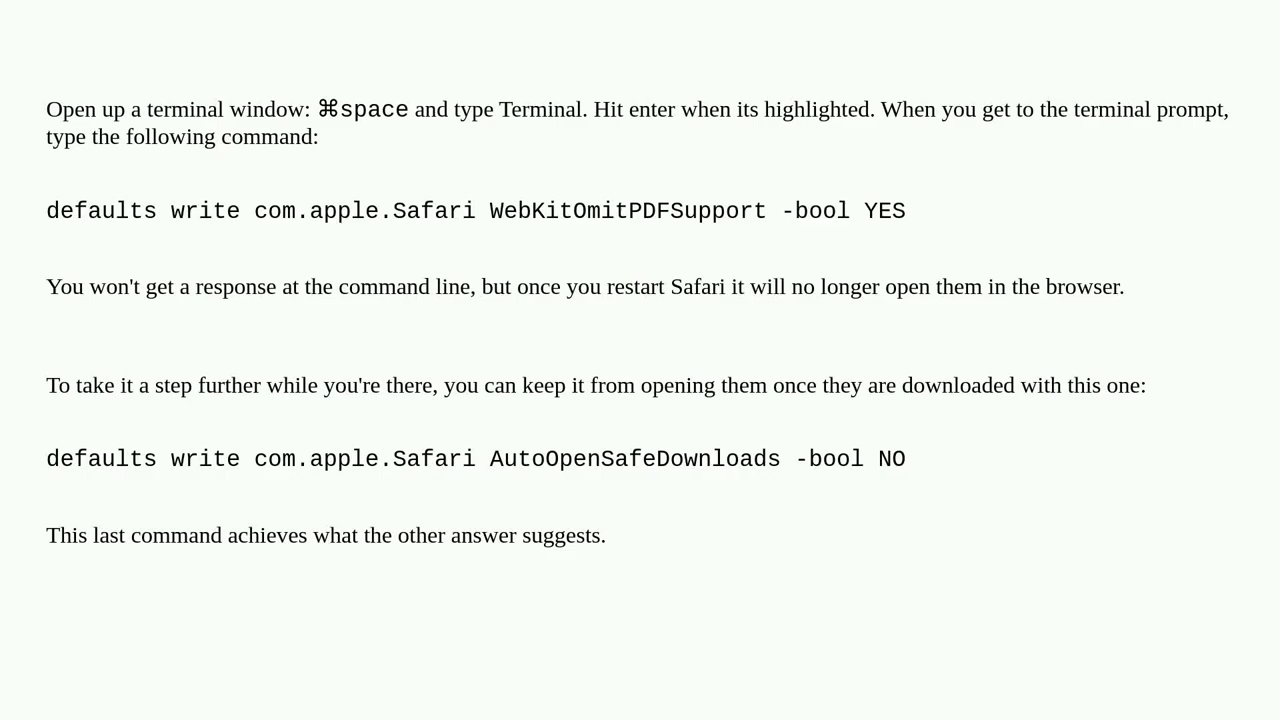 Open up a terminal window: ⌘space and type Terminal. Hit enter when its highlighted. When you get to the terminal prompt,
type the following command:
defaults write com.apple.Safari WebKitOmitPDFSupport -bool YES
You won't get a response at the command line, but once you restart Safari it will no longer open them in the browser.
To take it a step further while you're there, you can keep it from opening them once they are downloaded with this one:
defaults write com.apple.Safari AutoOpenSafeDownloads -bool NO
This last command achieves what the other answer suggests.